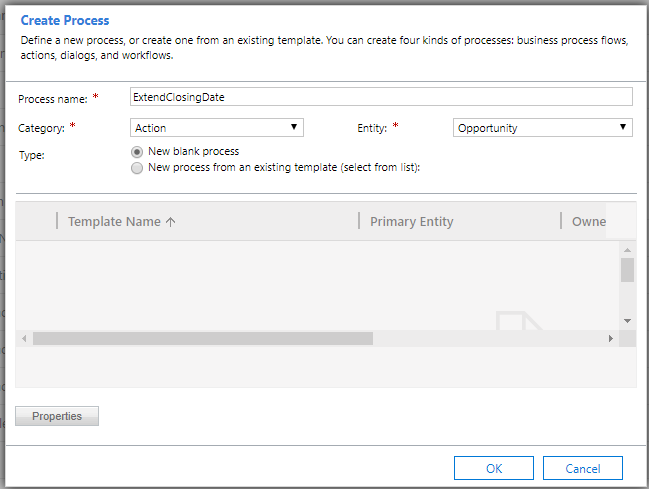 Create Process
Define a new process, or create one from an existing template. You can create four kinds of processes: business process flows,
actions, dialogs, and workflows.
Process name: * ExtendClosingDate
Category: * Action Entity: * Opportunity
Type: New blank process
New process from an existing template (select from list):
Template Name ↑ Primary Entity Owne
Properties
OK Cancel